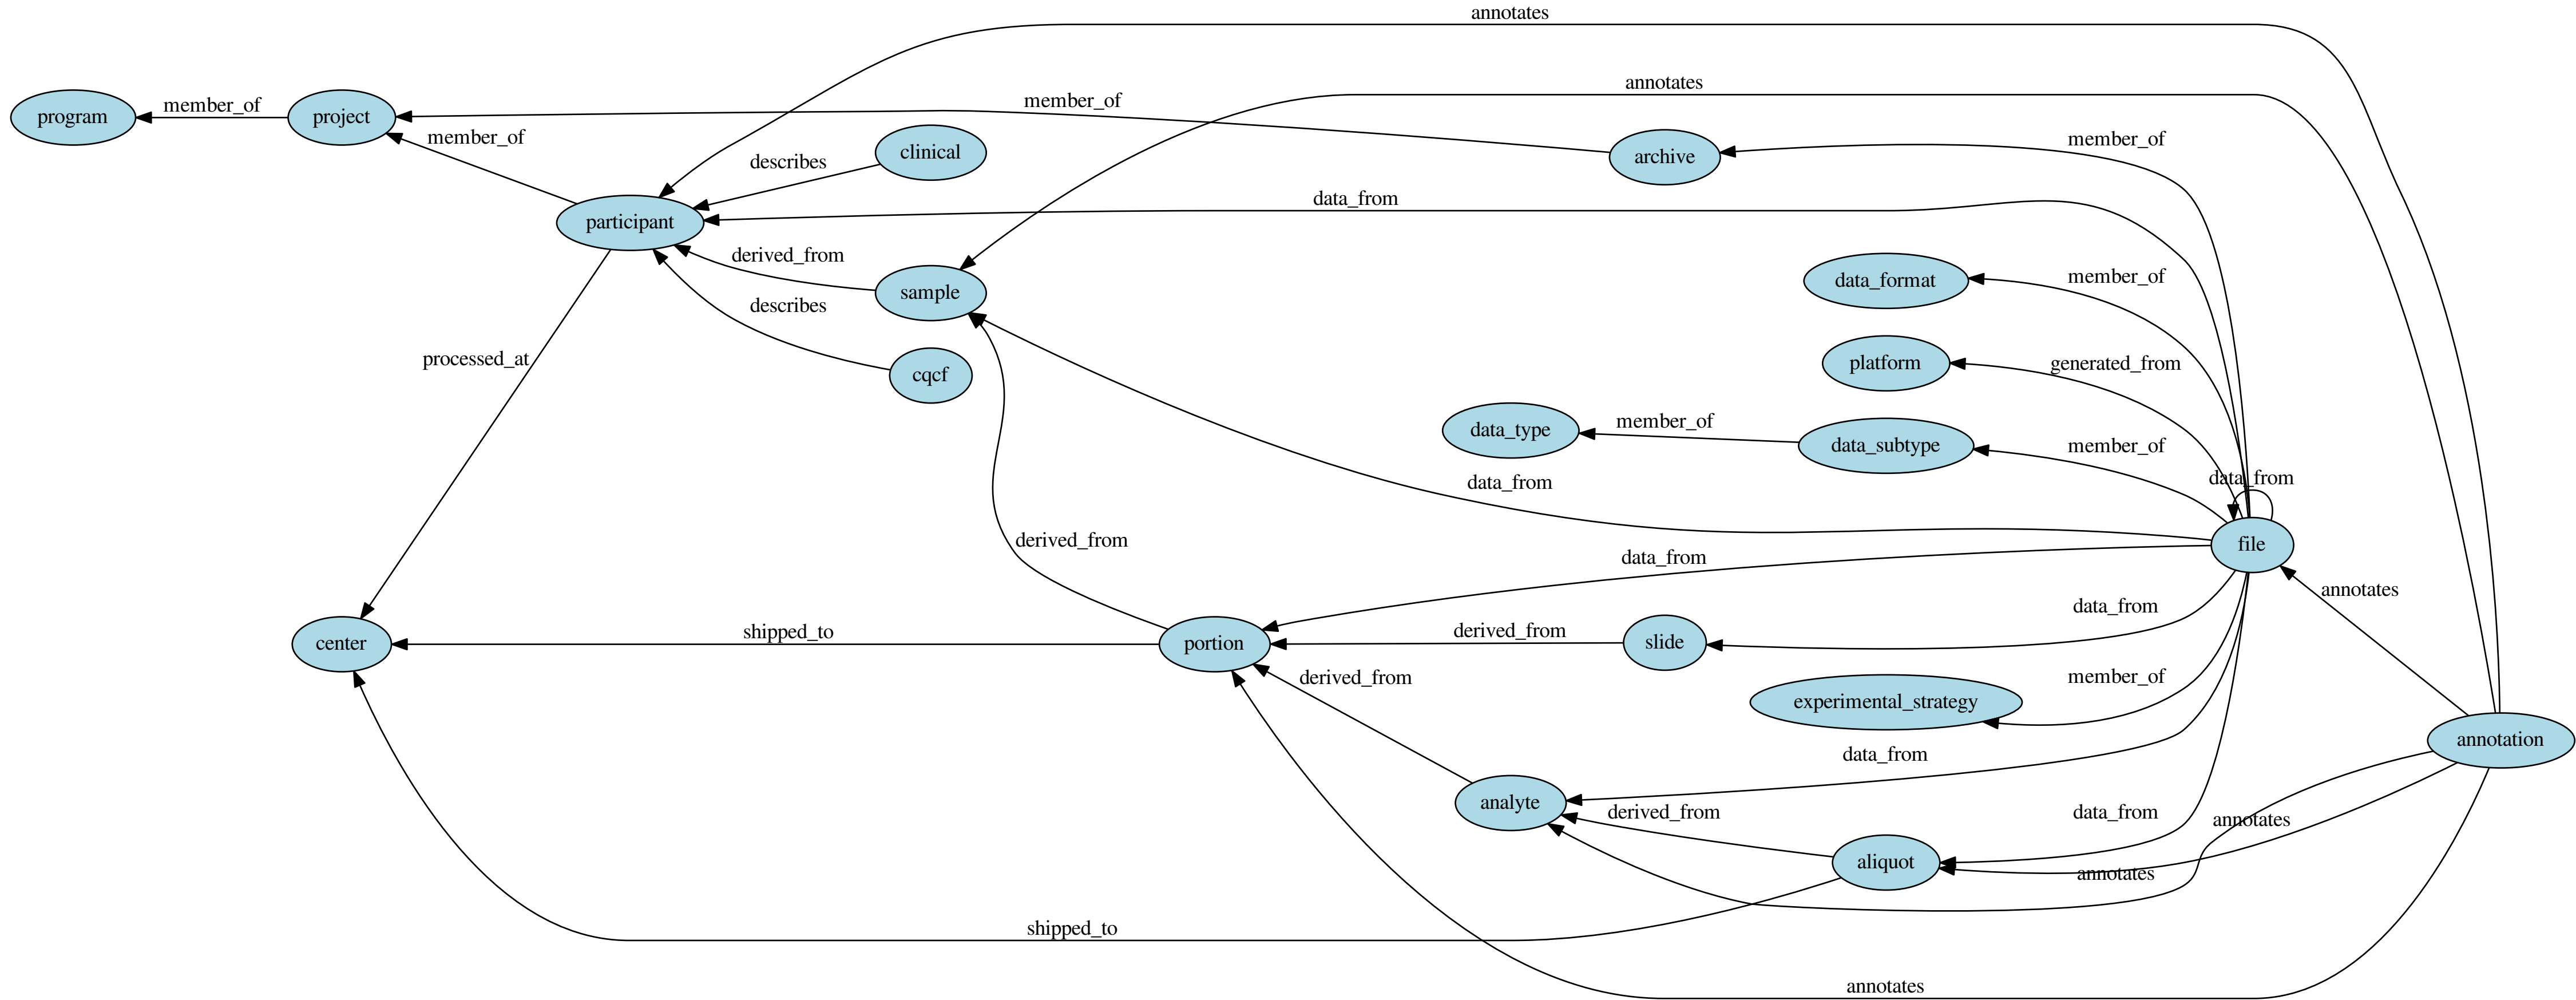 annotates
annotates
member_of
member_of
program
project
member_of
member_of
clinical
archive
describes
data_from
participant
derived_from
data_format
member_of
sample
describes
processed_at
platform
generated_from
cqcf
data_type
member_of
data_subtype
member_of
data_from
data_from
derived_from
file
data_from
annotates
data_from
center
shipped_to
portion
derived_from
slide
derived_from
member_of
experimental_strategy
annotation
data_from
analyte
derived_from
data_from
annotates
aliquot
annotates
shipped_to
annotates